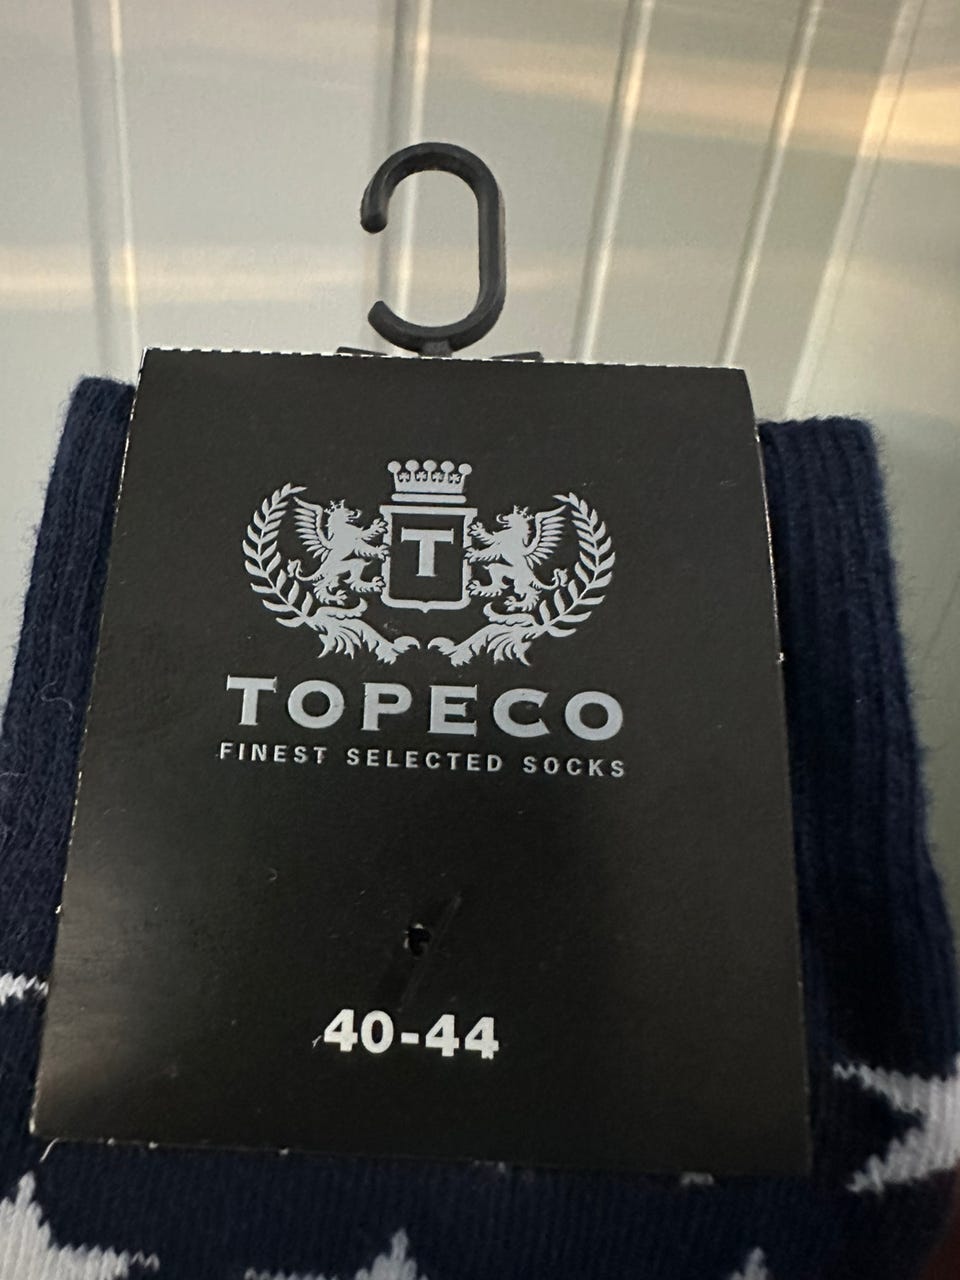 T
TOPECO
FINEST SELECTED SOCKS
40-44